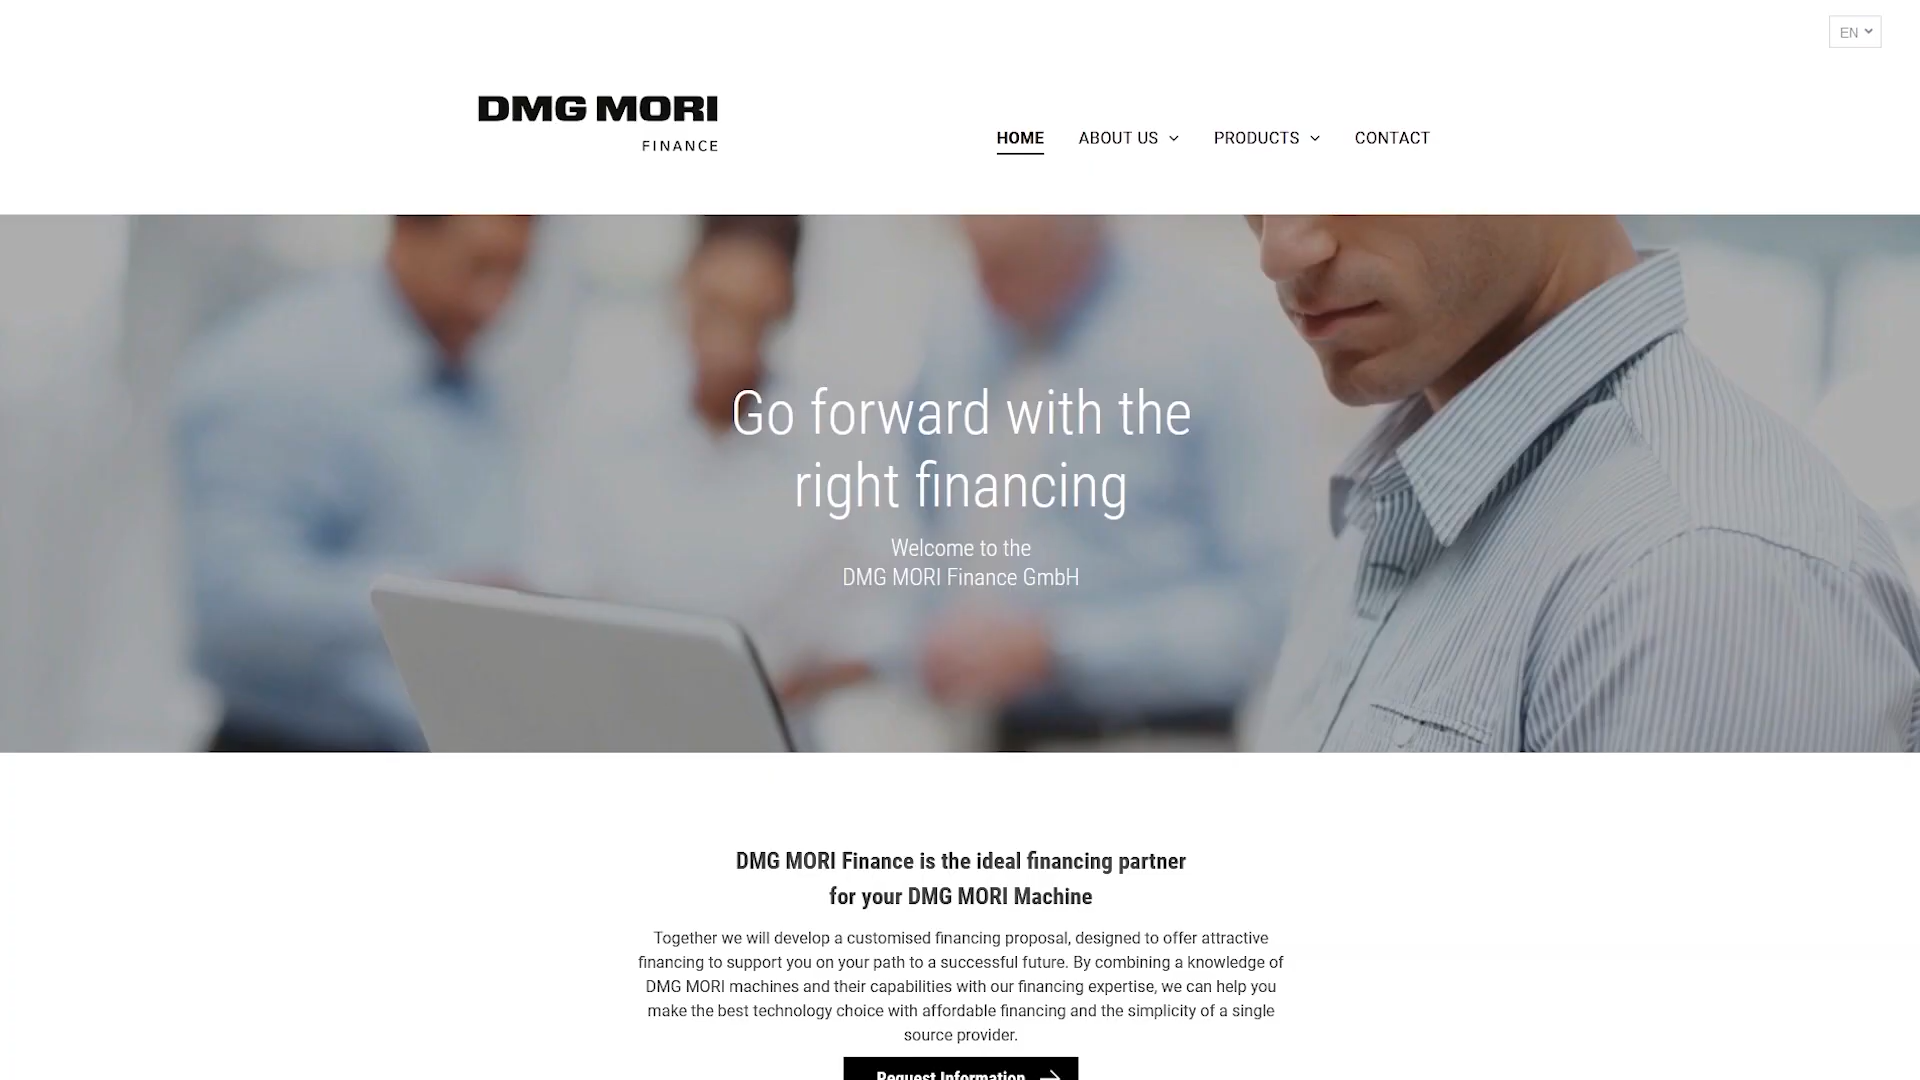 EN
DMG MORI
FINANCE
HOME ABOUT US PRODUCTS CONTACT
Go forward with the
right financing
Welcome to the
DMG MORI Finance GmbH
DMG MORI Finance is the ideal financing partner
for your DMG MORI Machine
Together we will develop a customised financing proposal, designed to offer attractive
financing to support you on your path to a successful future. By combining a knowledge of
DMG MORI machines and their capabilities with our financing expertise, we can help you
make the best technology choice with affordable financing and the simplicity of a single
source provider.
Request Information